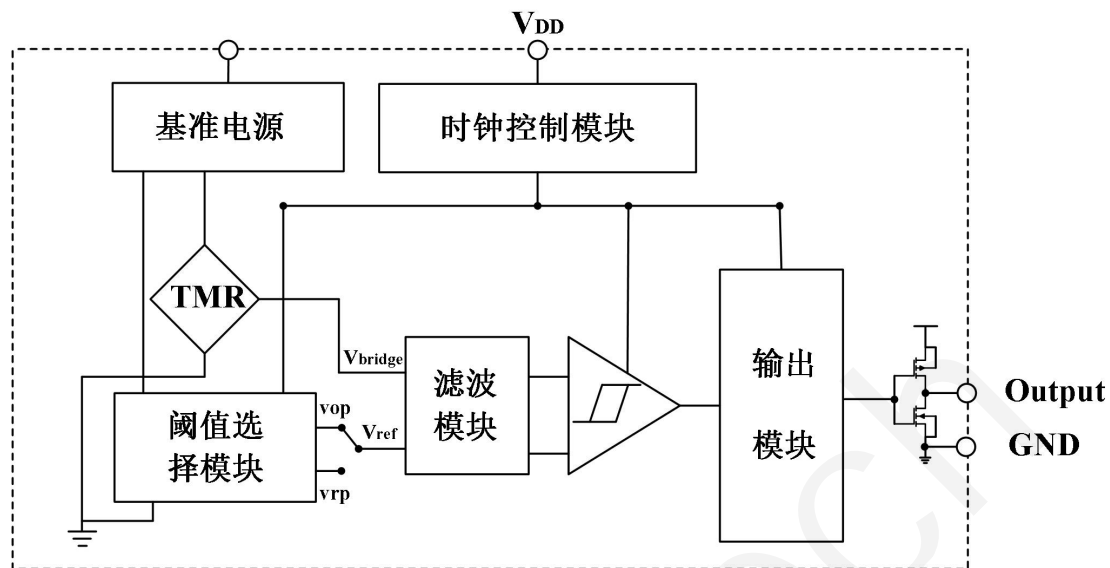 VDD
基准电源
时钟控制模块
TMR
Vbridge
滤波
模块
输出
模块
Output
GND
阈值选
择模块
vop
Vref
vrp